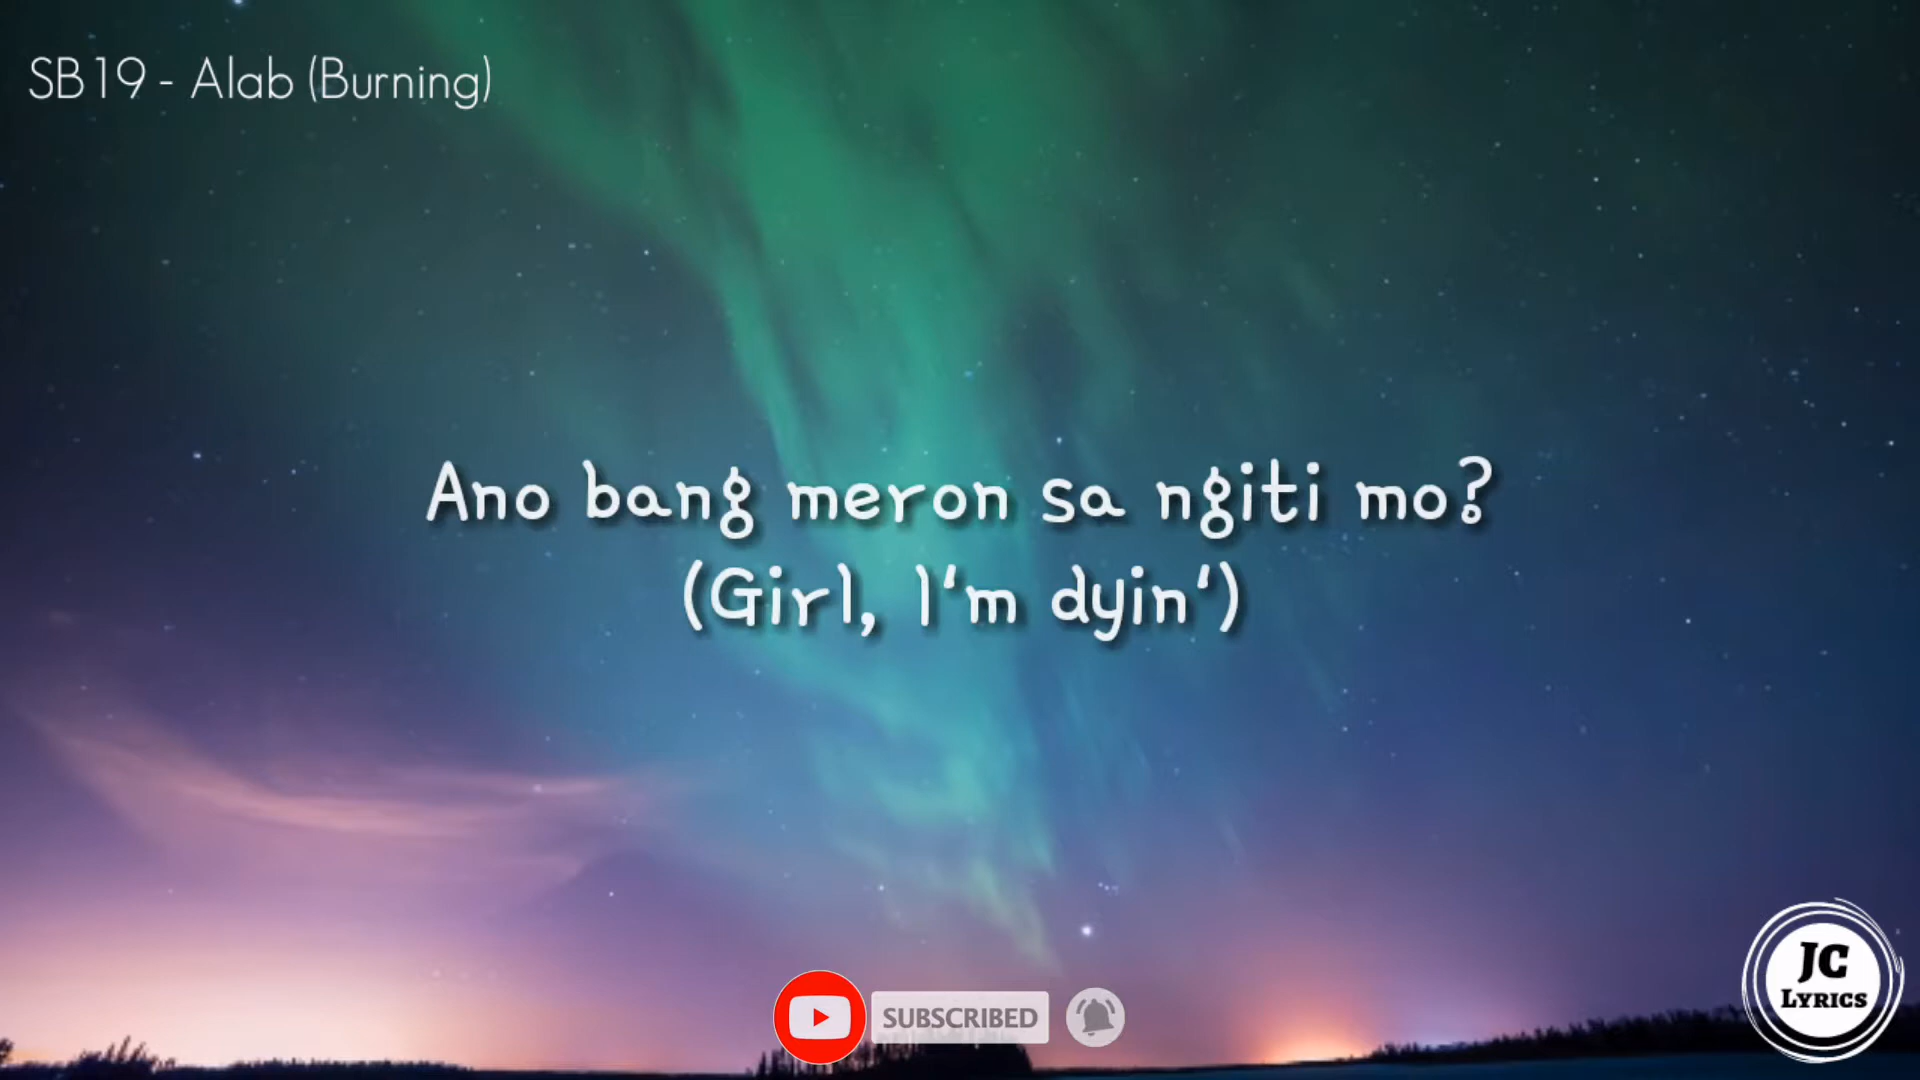 SB19 - Alab (Burning)
Ano bang meron sa ngiti mo?
(Girl, I'm dyin')
SUBSCRIBED
JC
LYRICS